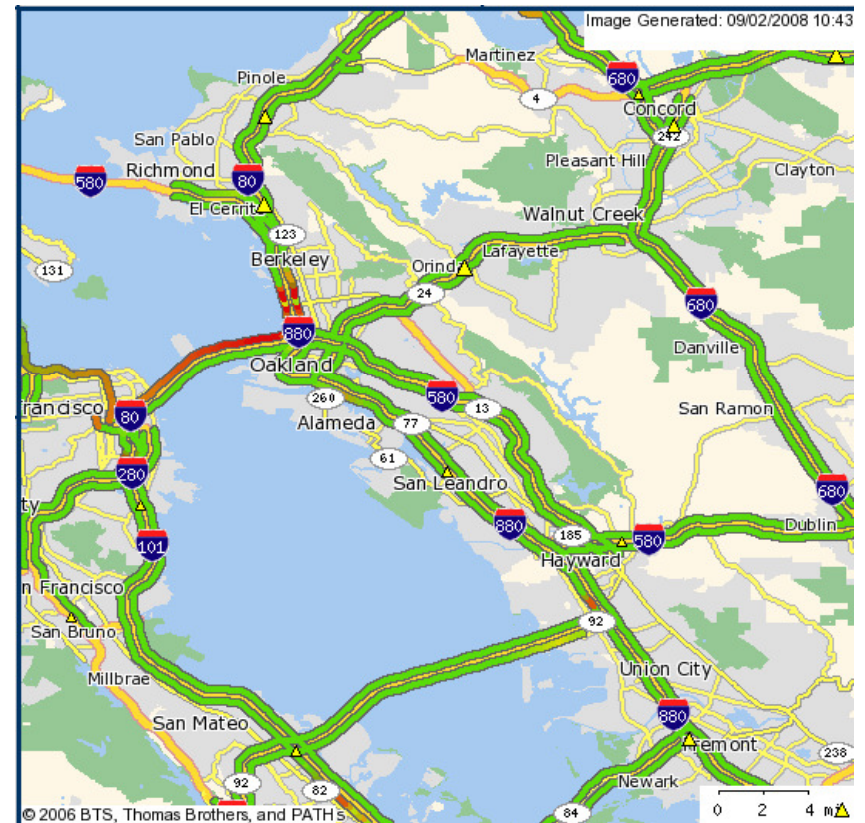 Image Generated: 09/02/2008 10:43
Martinez
680
Pinole
4
Concord
242
San Pablo
Pleasant Hill
Richmond
Clayton
580
80
El Cerrit
Walnut Creek
123
Berkeley
Lafayette
Orind
131
24
680
880
Danville
Oakland
580
260
13
San Ramon
Francisco
80
Alameda
77
61
280
San Leandro
680
ty
880
Dublin
185
580
101
Hayward
n Francisco
92
San Bruno
Union City
Millbrae
880
San Mateo
Fremont
238
92
Newark
82
84
0 2 4 mi
© 2006 BTS, Thomas Brothers, and PATHs